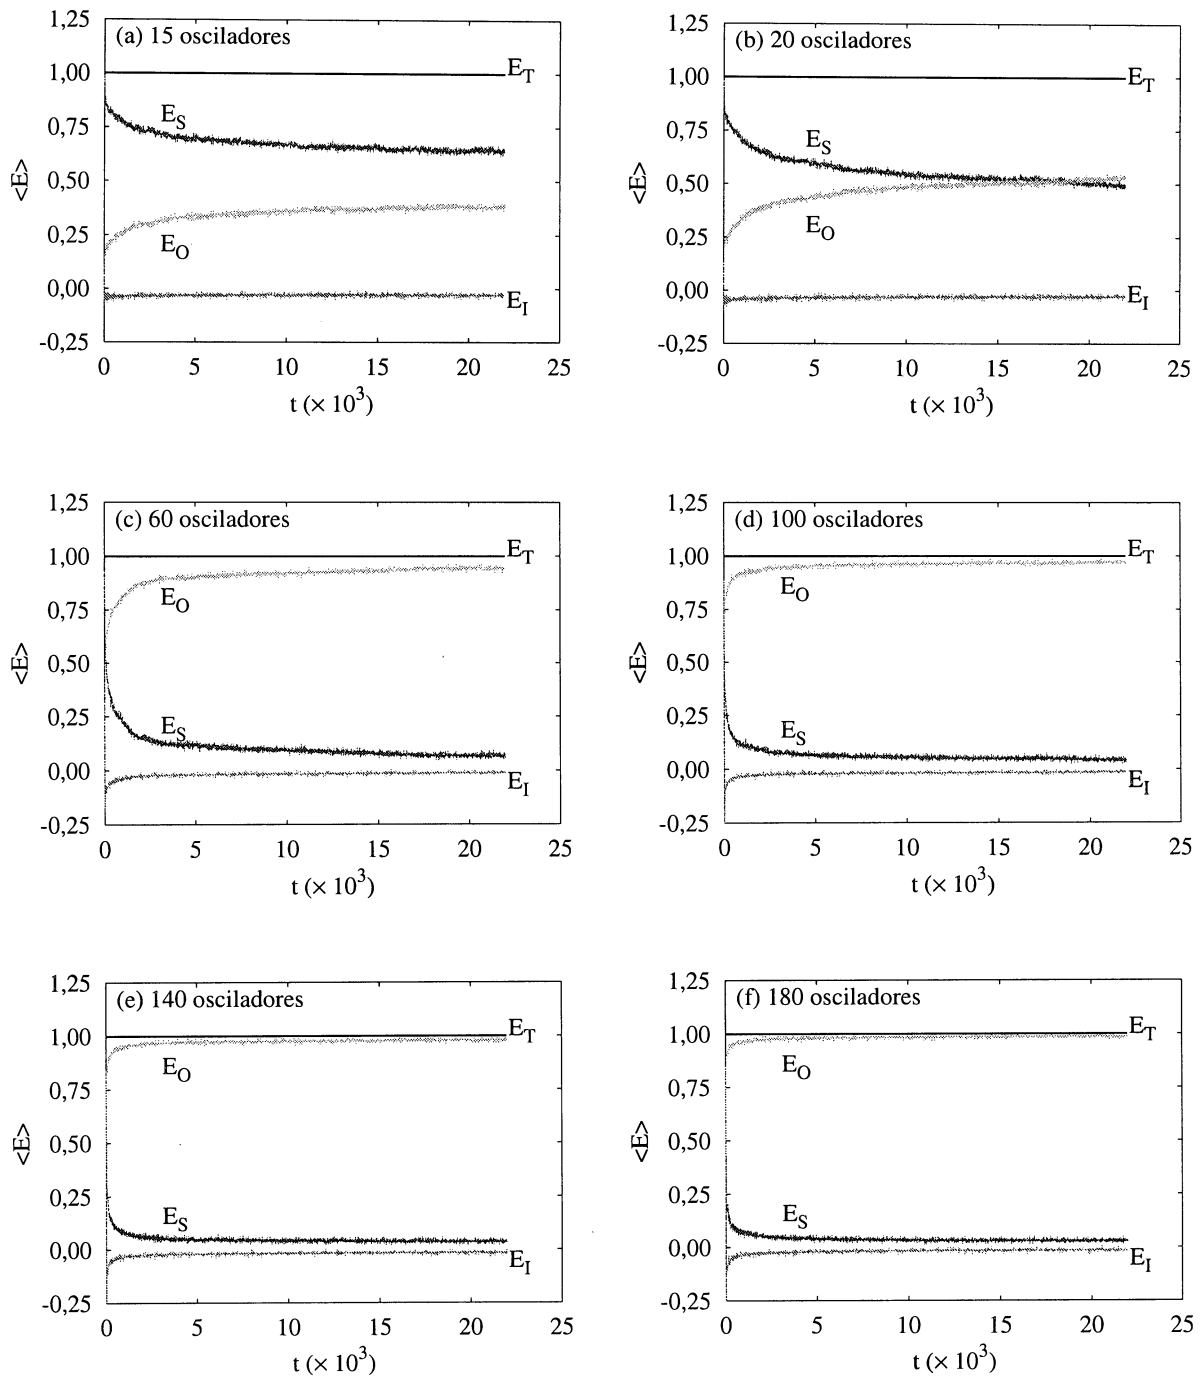 (a) 15 osciladores
1,25
1,00
0,75
0,50
0,25
0,00
-0,25
<E>
E_T
E_S
E_O
E_I
0 5 10 15 20 25
t (× 10^3)
(b) 20 osciladores
1,25
1,00
0,75
0,50
0,25
0,00
-0,25
<E>
E_T
E_S
E_O
E_I
0 5 10 15 20 25
t (× 10^3)
(c) 60 osciladores
1,25
1,00
0,75
0,50
0,25
0,00
-0,25
<E>
E_T
E_O
E_S
E_I
0 5 10 15 20 25
t (× 10^3)
(d) 100 osciladores
1,25
1,00
0,75
0,50
0,25
0,00
-0,25
<E>
E_T
E_O
E_S
E_I
0 5 10 15 20 25
t (× 10^3)
(e) 140 osciladores
1,25
1,00
0,75
0,50
0,25
0,00
-0,25
<E>
E_T
E_O
E_S
E_I
0 5 10 15 20 25
t (× 10^3)
(f) 180 osciladores
1,25
1,00
0,75
0,50
0,25
0,00
-0,25
<E>
E_T
E_O
E_S
E_I
0 5 10 15 20 25
t (× 10^3)